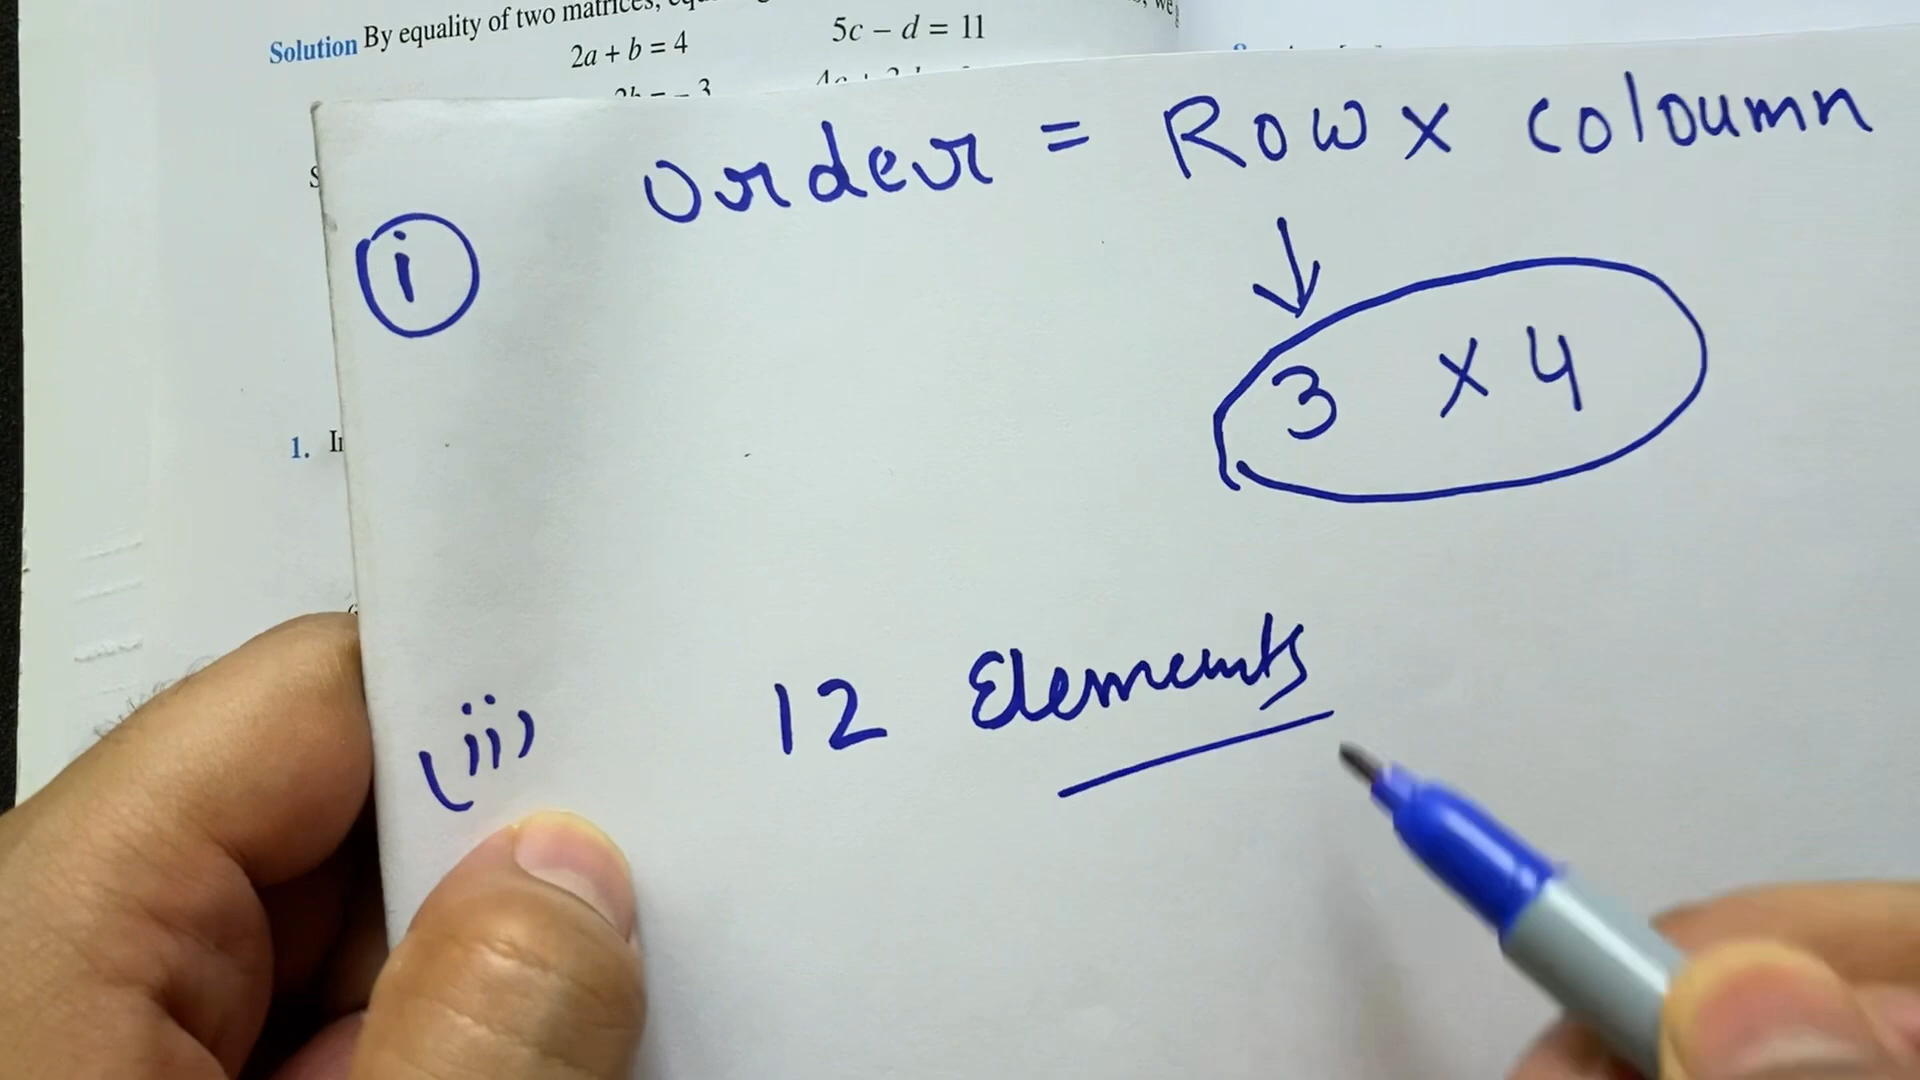 Solution By equality of two matrices,
2a + b = 4
5c – d = 11
order = Row x coloumn
i
3 x 4
1.
(ii) 12 Elements